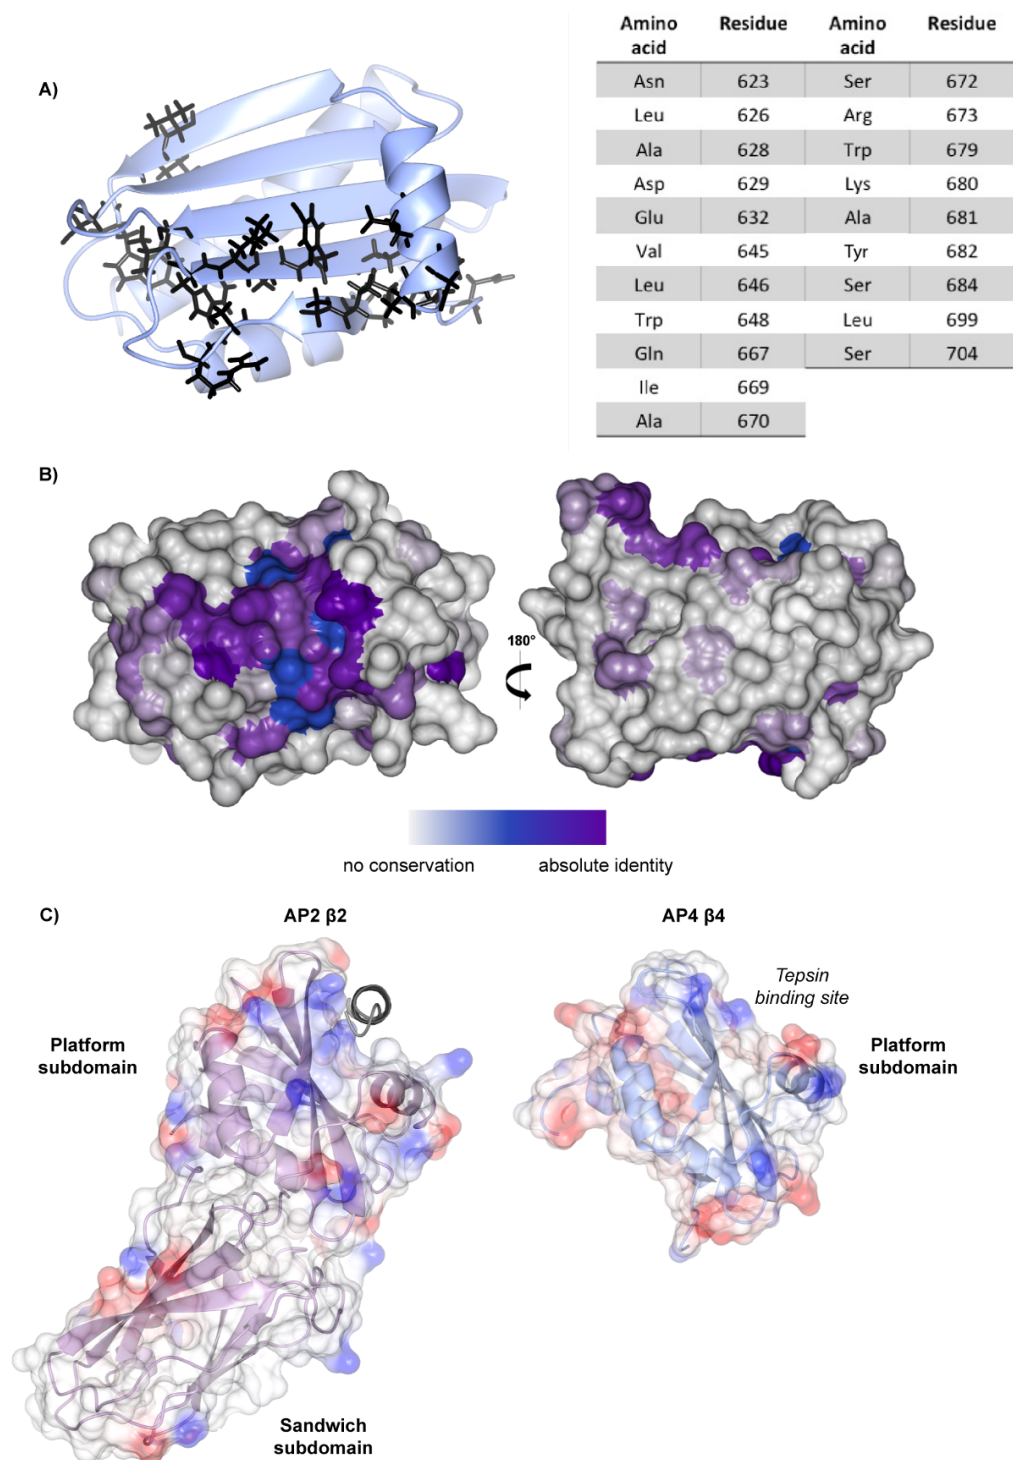 A)
Amino acid Residue Amino acid Residue
Asn 623 Ser 672
Leu 626 Arg 673
Ala 628 Trp 679
Asp 629 Lys 680
Glu 632 Ala 681
Val 645 Tyr 682
Leu 646 Ser 684
Trp 648 Leu 699
Gln 667 Ser 704
Ile 669
Ala 670
B)
180°
no conservation absolute identity
C)
AP2 β2
AP4 β4
Tepsin
binding site
Platform
subdomain
Platform
subdomain
Sandwich
subdomain